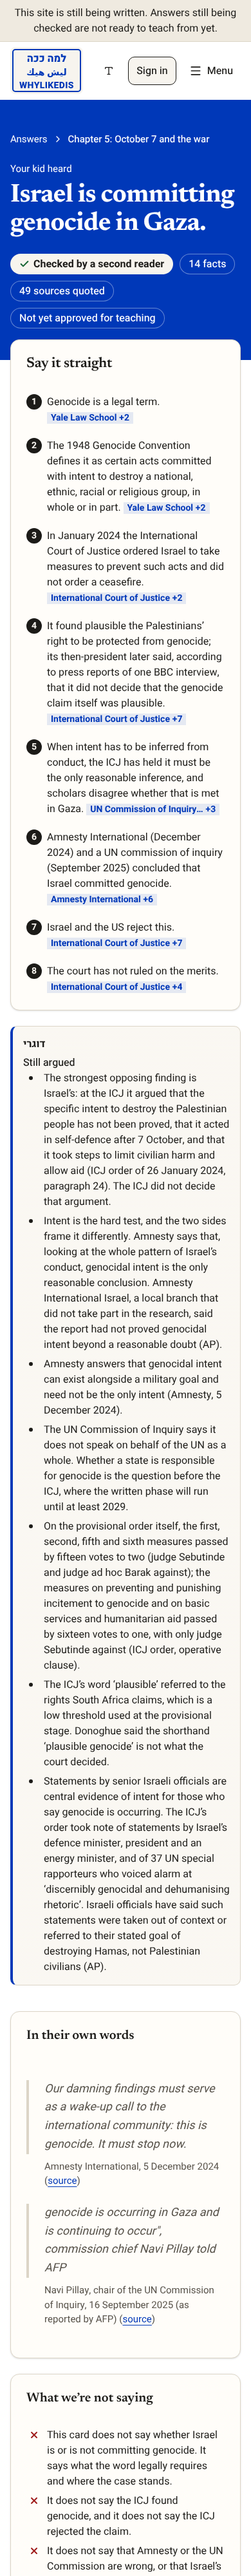 This site is still being written. Answers still being
checked are not ready to teach from yet.
למה ככה
ليش هيك
WHYLIKEDIS
T
Sign in
Menu
Answers > Chapter 5: October 7 and the war
Your kid heard
Israel is committing
genocide in Gaza.
Checked by a second reader
14 facts
49 sources quoted
Not yet approved for teaching
Say it straight
1 Genocide is a legal term.
Yale Law School +2
2 The 1948 Genocide Convention
defines it as certain acts committed
with intent to destroy a national,
ethnic, racial or religious group, in
whole or in part. Yale Law School +2
3 In January 2024 the International
Court of Justice ordered Israel to take
measures to prevent such acts and did
not order a ceasefire.
International Court of Justice +2
4 It found plausible the Palestinians’
right to be protected from genocide;
its then-president later said, according
to press reports of one BBC interview,
that it did not decide that the genocide
claim itself was plausible.
International Court of Justice +7
5 When intent has to be inferred from
conduct, the ICJ has held it must be
the only reasonable inference, and
scholars disagree whether that is met
in Gaza. UN Commission of Inquiry… +3
6 Amnesty International (December
2024) and a UN commission of inquiry
(September 2025) concluded that
Israel committed genocide.
Amnesty International +6
7 Israel and the US reject this.
International Court of Justice +7
8 The court has not ruled on the merits.
International Court of Justice +4
דוגרי
Still argued
• The strongest opposing finding is
Israel’s: at the ICJ it argued that the
specific intent to destroy the Palestinian
people has not been proved, that it acted
in self-defence after 7 October, and that
it took steps to limit civilian harm and
allow aid (ICJ order of 26 January 2024,
paragraph 24). The ICJ did not decide
that argument.
• Intent is the hard test, and the two sides
frame it differently. Amnesty says that,
looking at the whole pattern of Israel’s
conduct, genocidal intent is the only
reasonable conclusion. Amnesty
International Israel, a local branch that
did not take part in the research, said
the report had not proved genocidal
intent beyond a reasonable doubt (AP).
• Amnesty answers that genocidal intent
can exist alongside a military goal and
need not be the only intent (Amnesty, 5
December 2024).
• The UN Commission of Inquiry says it
does not speak on behalf of the UN as a
whole. Whether a state is responsible
for genocide is the question before the
ICJ, where the written phase will run
until at least 2029.
• On the provisional order itself, the first,
second, fifth and sixth measures passed
by fifteen votes to two (judge Sebutinde
and judge ad hoc Barak against); the
measures on preventing and punishing
incitement to genocide and on basic
services and humanitarian aid passed
by sixteen votes to one, with only judge
Sebutinde against (ICJ order, operative
clause).
• The ICJ’s word ‘plausible’ referred to the
rights South Africa claims, which is a
low threshold used at the provisional
stage. Donoghue said the shorthand
‘plausible genocide’ is not what the
court decided.
• Statements by senior Israeli officials are
central evidence of intent for those who
say genocide is occurring. The ICJ’s
order took note of statements by Israel’s
defence minister, president and an
energy minister, and of 37 UN special
rapporteurs who voiced alarm at
‘discernibly genocidal and dehumanising
rhetoric’. Israeli officials have said such
statements were taken out of context or
referred to their stated goal of
destroying Hamas, not Palestinian
civilians (AP).
In their own words
Our damning findings must serve
as a wake-up call to the
international community: this is
genocide. It must stop now.
Amnesty International, 5 December 2024
(source)
genocide is occurring in Gaza and
is continuing to occur",
commission chief Navi Pillay told
AFP
Navi Pillay, chair of the UN Commission
of Inquiry, 16 September 2025 (as
reported by AFP) (source)
What we’re not saying
× This card does not say whether Israel
is or is not committing genocide. It
says what the word legally requires
and where the case stands.
× It does not say the ICJ found
genocide, and it does not say the ICJ
rejected the claim.
× It does not say that Amnesty or the UN
Commission are wrong, or that Israel’s